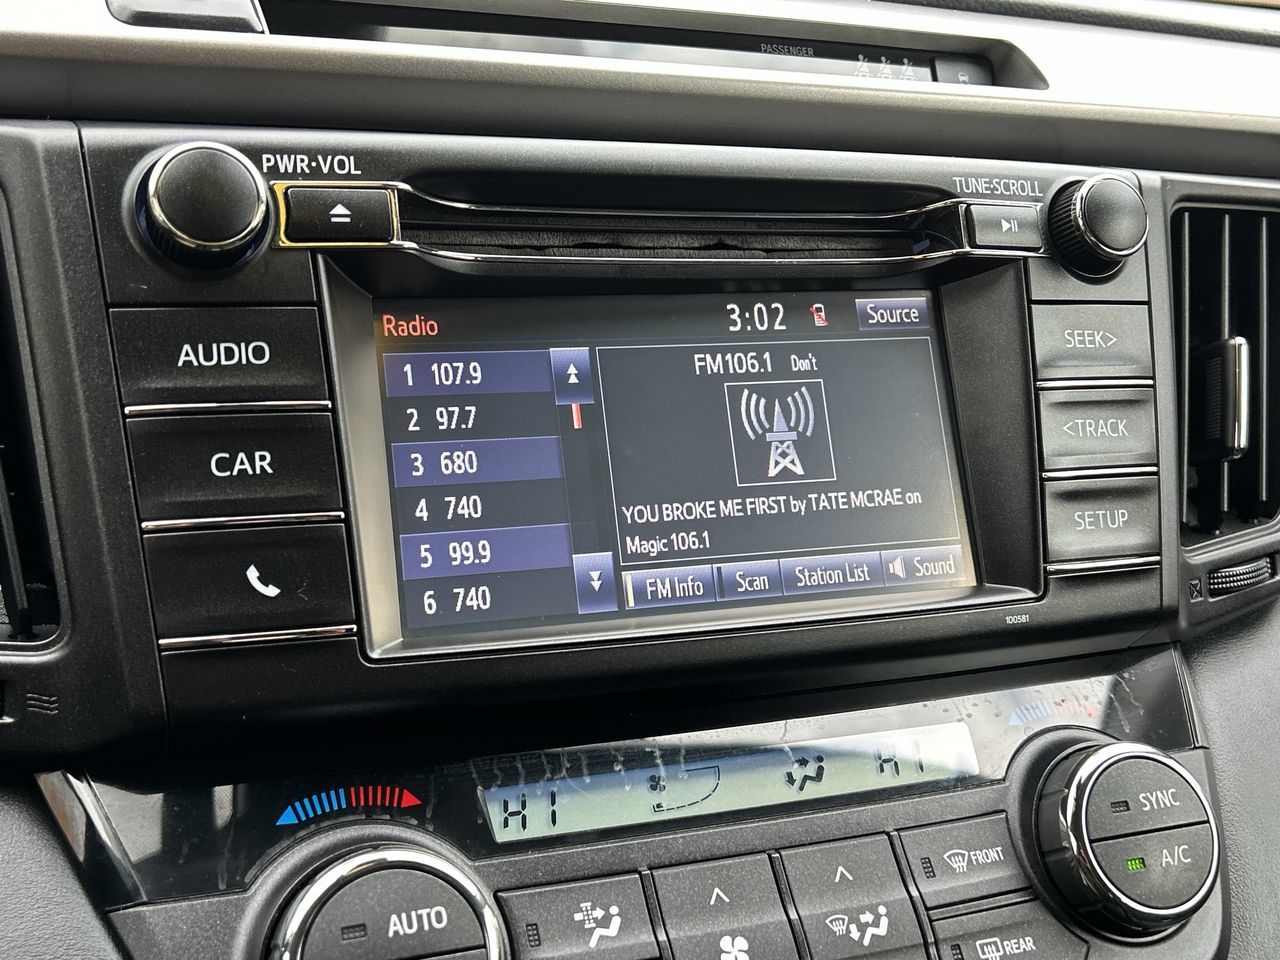 PASSENGER
PWR·VOL
TUNE·SCROLL
AUDIO
CAR
Radio
3:02
Source
1 107.9
2 97.7
3 680
4 740
5 99.9
6 740
FM106.1 Don't
YOU BROKE ME FIRST by TATE MCRAE on
Magic 106.1
FM Info
Scan
Station List
Sound
SEEK>
<TRACK
SETUP
100581
HI
HI
SYNC
A/C
AUTO
FRONT
REAR